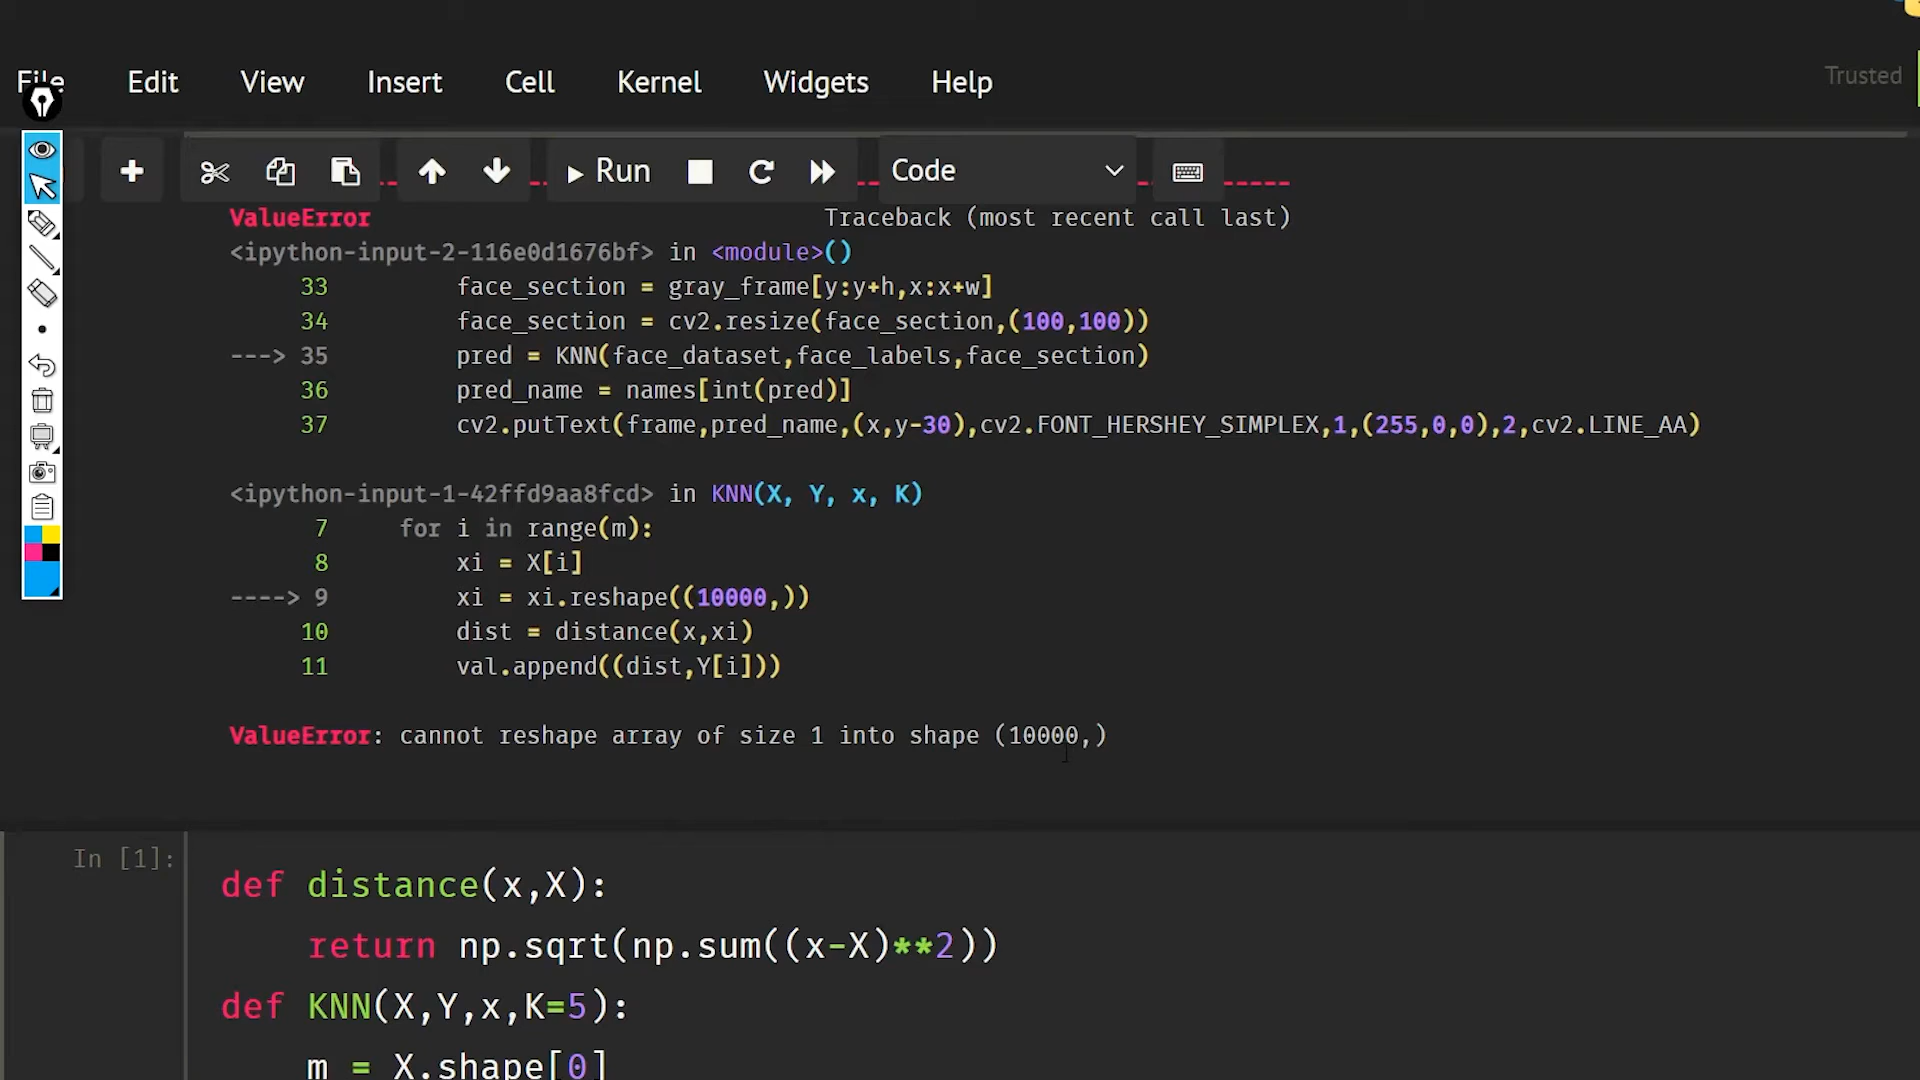 File Edit View Insert Cell Kernel Widgets Help Trusted
Run Code
ValueError Traceback (most recent call last)
<ipython-input-2-116e0d1676bf> in <module>()
33 face_section = gray_frame[y:y+h,x:x+w]
34 face_section = cv2.resize(face_section,(100,100))
---> 35 pred = KNN(face_dataset,face_labels,face_section)
36 pred_name = names[int(pred)]
37 cv2.putText(frame,pred_name,(x,y-30),cv2.FONT_HERSHEY_SIMPLEX,1,(255,0,0),2,cv2.LINE_AA)
<ipython-input-1-42ffd9aa8fcd> in KNN(X, Y, x, K)
7 for i in range(m):
8 xi = X[i]
----> 9 xi = xi.reshape((10000,))
10 dist = distance(x,xi)
11 val.append((dist,Y[i]))
ValueError: cannot reshape array of size 1 into shape (10000,)
In [1]:
def distance(x,X):
return np.sqrt(np.sum((x-X)**2))
def KNN(X,Y,x,K=5):
m = X.shape[0]